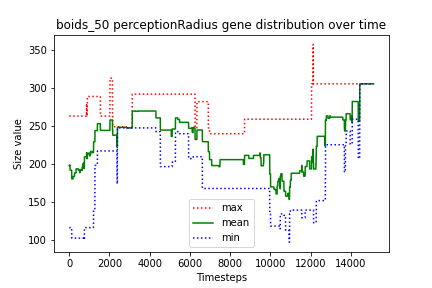 boids_50 perceptionRadius gene distribution over time
Size value
350
300
250
200
150
100
max
mean
min
0
2000
4000
6000
8000
10000
12000
14000
Timesteps